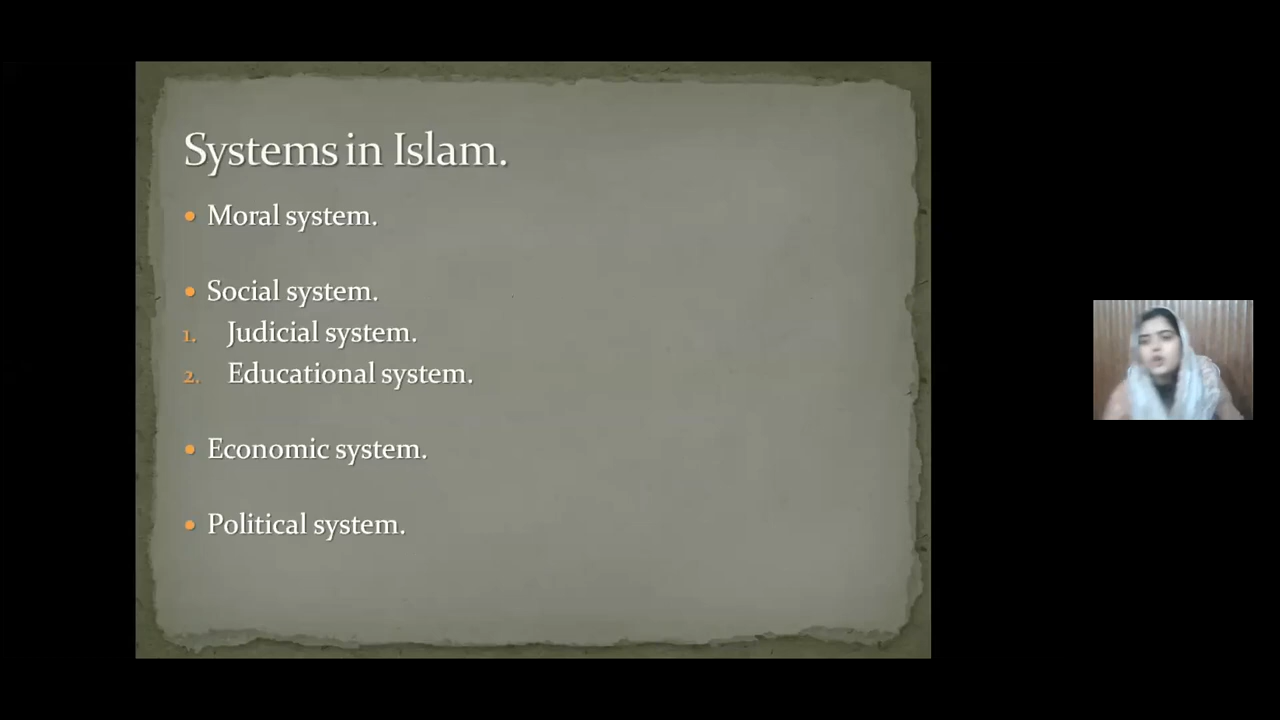 Systems in Islam.
• Moral system.
• Social system.
1. Judicial system.
2. Educational system.
• Economic system.
• Political system.